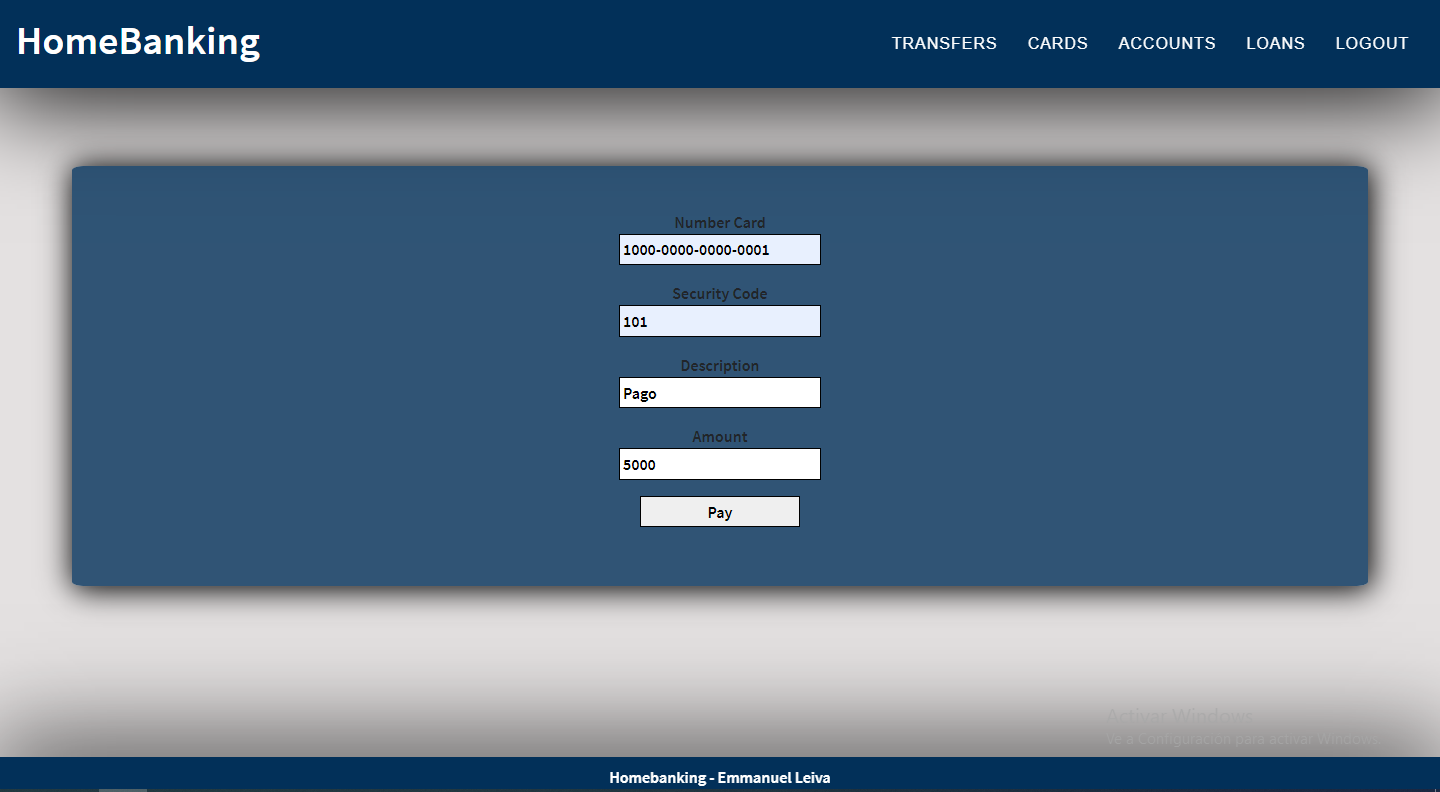 HomeBanking
TRANSFERS CARDS ACCOUNTS LOANS LOGOUT
Number Card
1000-0000-0000-0001
Security Code
101
Description
Pago
Amount
5000
Pay
Activar Windows
Ve a Configuración para activar Windows.
Homebanking - Emmanuel Leiva